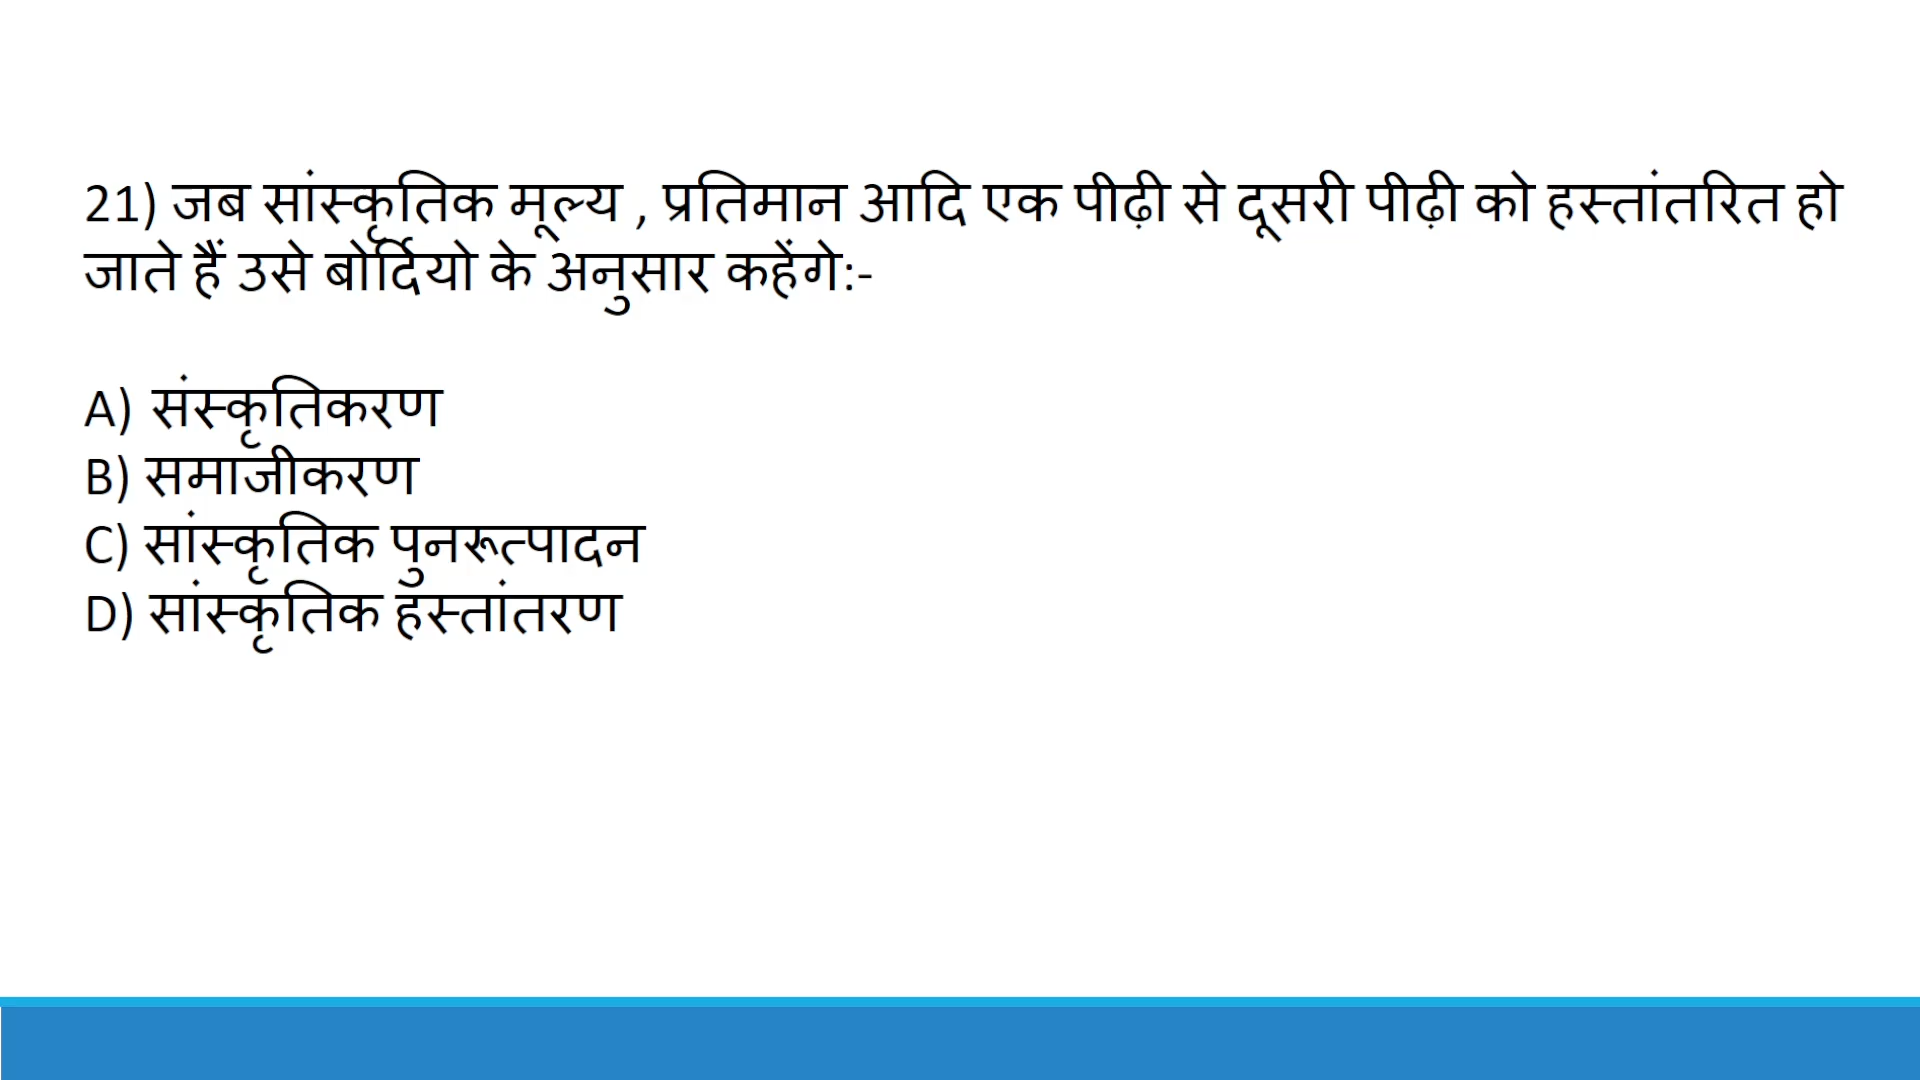 21) जब सांस्कृतिक मूल्य , प्रतिमान आदि एक पीढ़ी से दूसरी पीढ़ी को हस्तांतरित हो
जाते हैं उसे बोर्दियो के अनुसार कहेंगे:-
A) संस्कृतिकरण
B) समाजीकरण
C) सांस्कृतिक पुनरूत्पादन
D) सांस्कृतिक हस्तांतरण